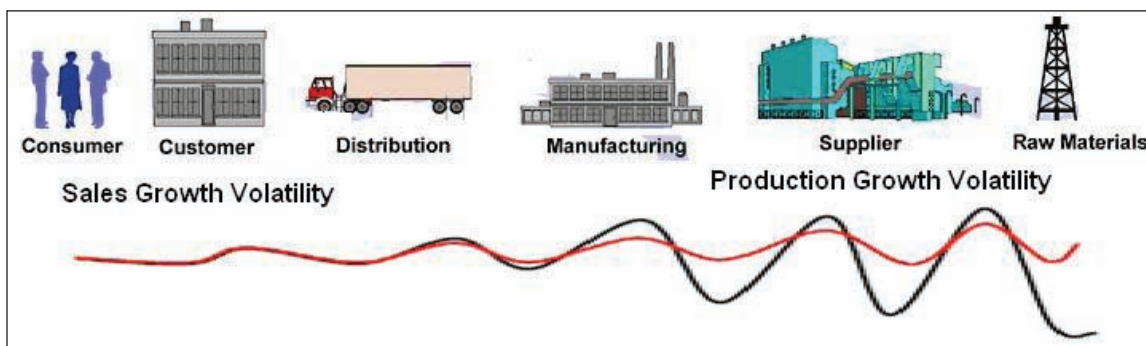 Consumer Customer Distribution Manufacturing Supplier Raw Materials
Sales Growth Volatility Production Growth Volatility